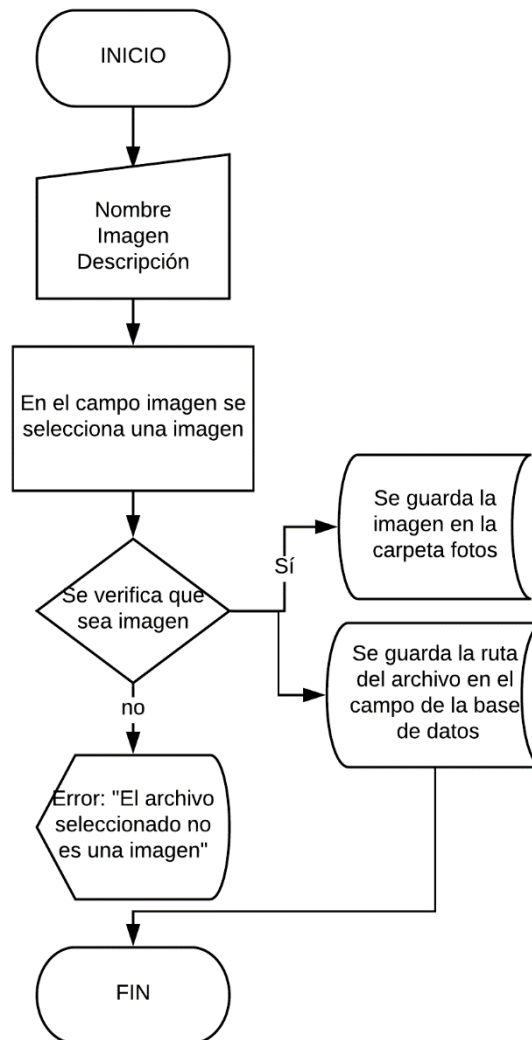 INICIO
Nombre
Imagen
Descripción
En el campo imagen se
selecciona una imagen
Se verifica que
sea imagen
Sí
Se guarda la
imagen en la
carpeta fotos
Se guarda la ruta
del archivo en el
campo de la base
de datos
no
Error: "El archivo
seleccionado no
es una imagen"
FIN